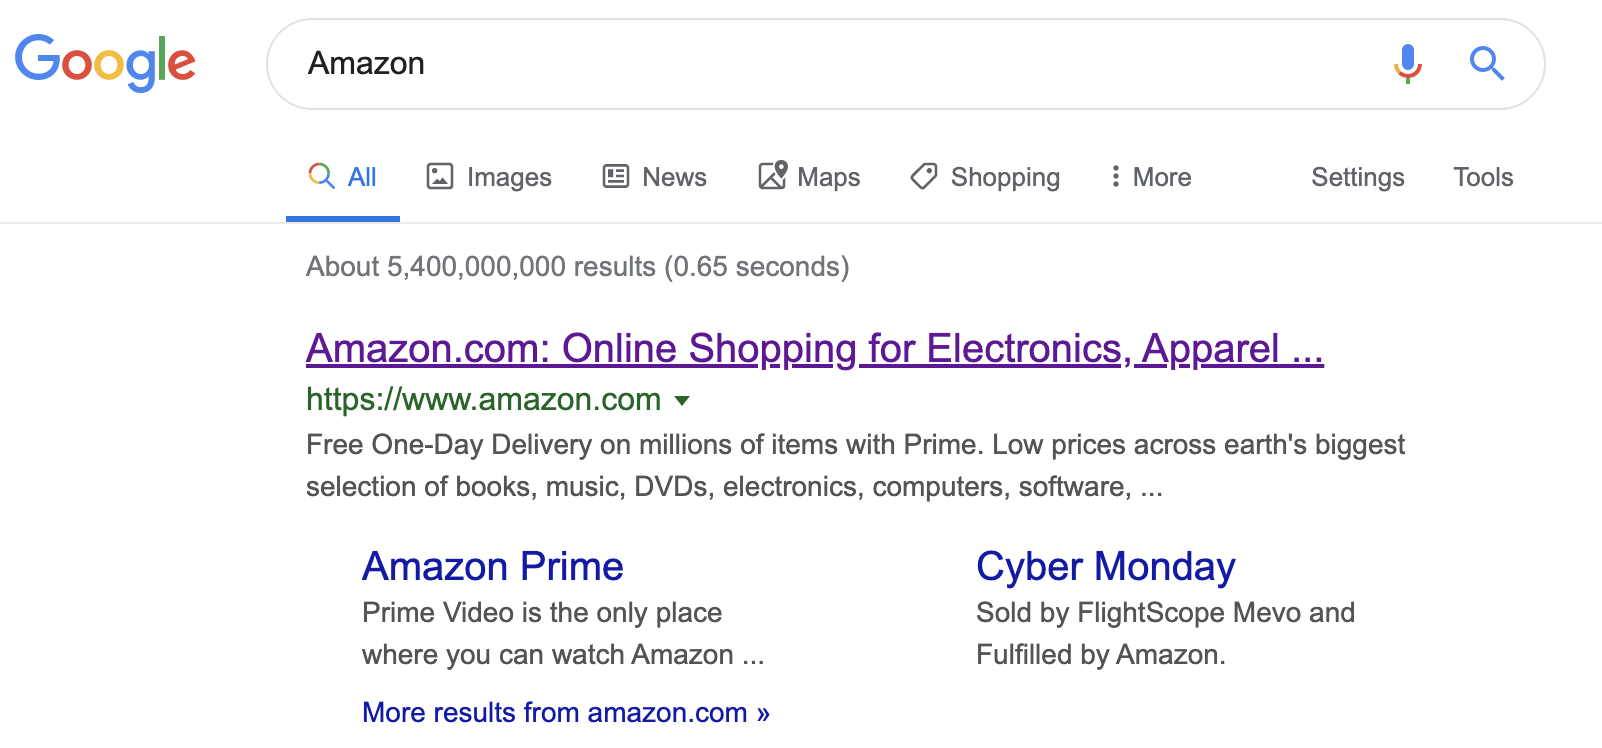 Google
Amazon
All Images News Maps Shopping More Settings Tools
About 5,400,000,000 results (0.65 seconds)
Amazon.com: Online Shopping for Electronics, Apparel ...
https://www.amazon.com
Free One-Day Delivery on millions of items with Prime. Low prices across earth's biggest
selection of books, music, DVDs, electronics, computers, software, ...
Amazon Prime
Prime Video is the only place
where you can watch Amazon ...
Cyber Monday
Sold by FlightScope Mevo and
Fulfilled by Amazon.
More results from amazon.com »